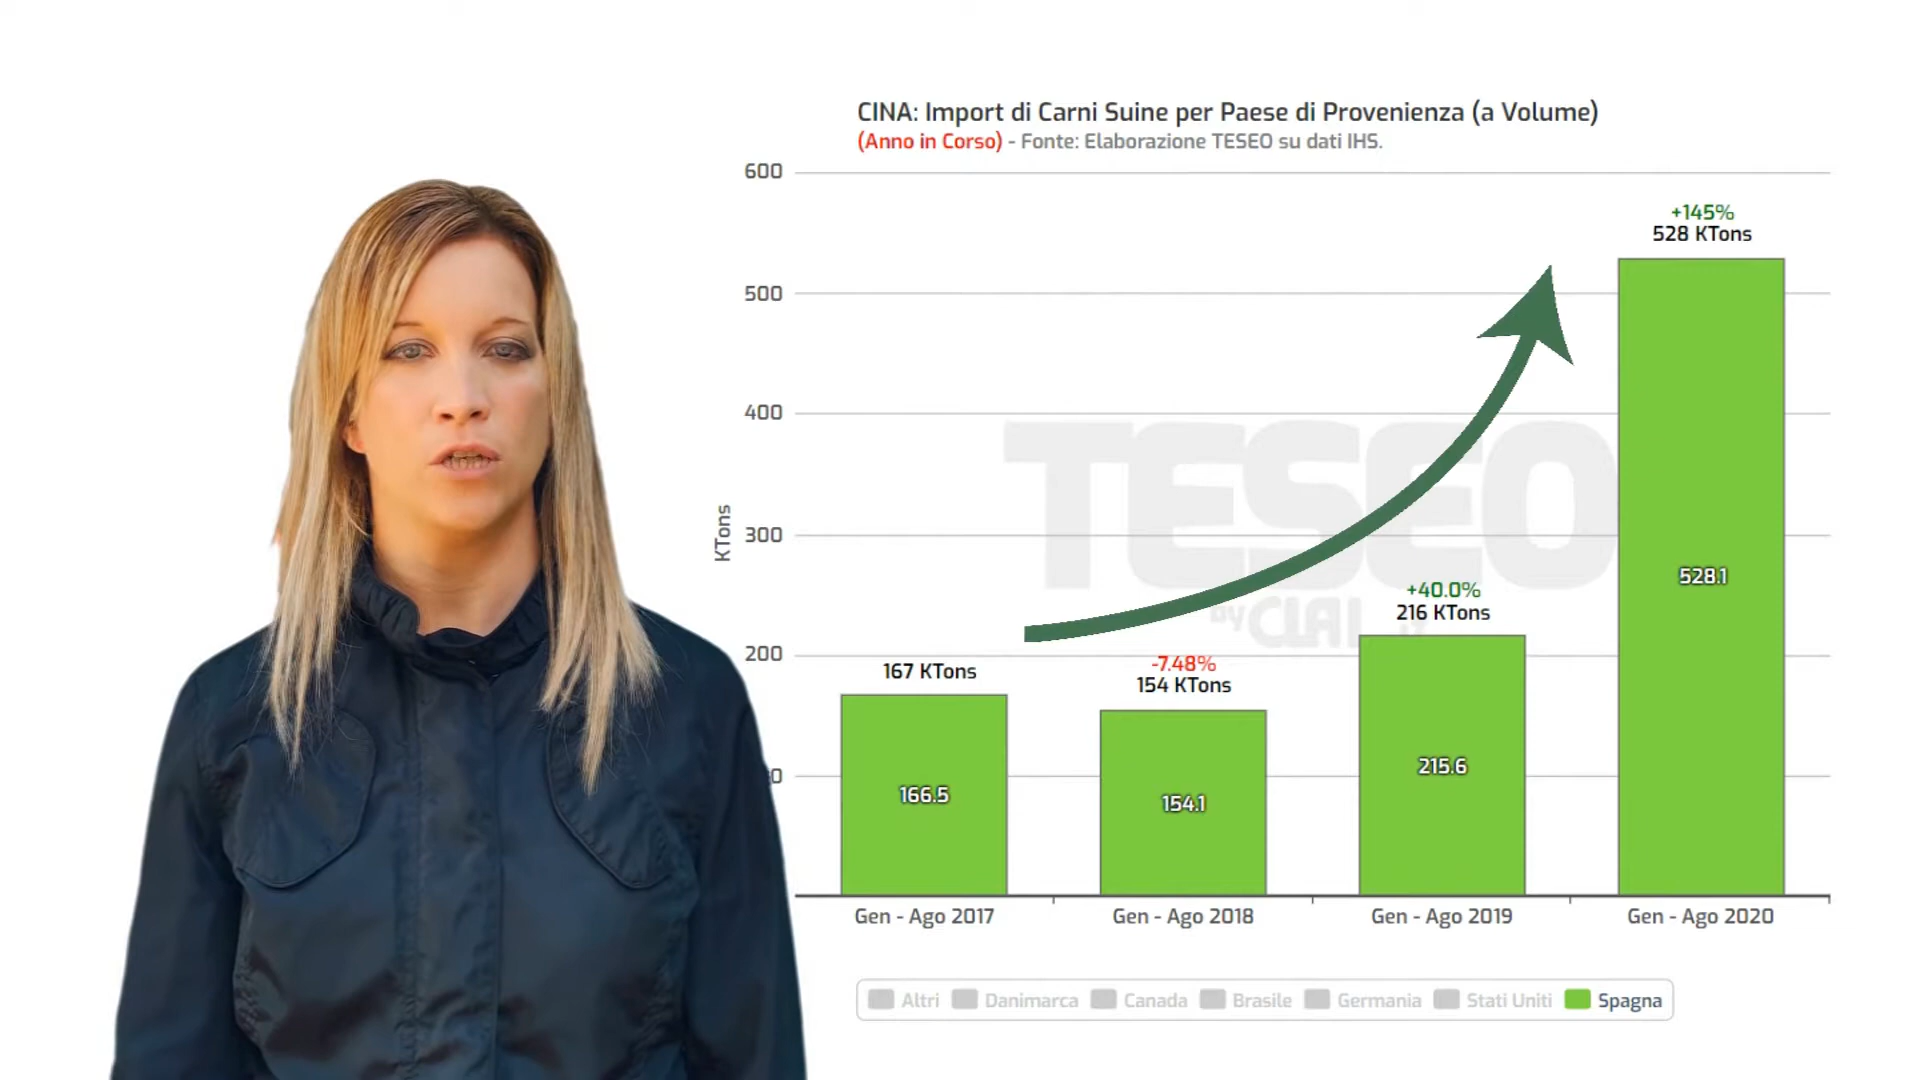 CINA: Import di Carni Suine per Paese di Provenienza (a Volume)
(Anno in Corso) - Fonte: Elaborazione TESEO su dati IHS.
600
500
400
300
200
0
KTons
TESEO
by CLAL
167 KTons
-7.48%
154 KTons
+40.0%
216 KTons
+145%
528 KTons
166.5
154.1
215.6
528.1
Gen - Ago 2017
Gen - Ago 2018
Gen - Ago 2019
Gen - Ago 2020
Altri Danimarca Canada Brasile Germania Stati Uniti Spagna